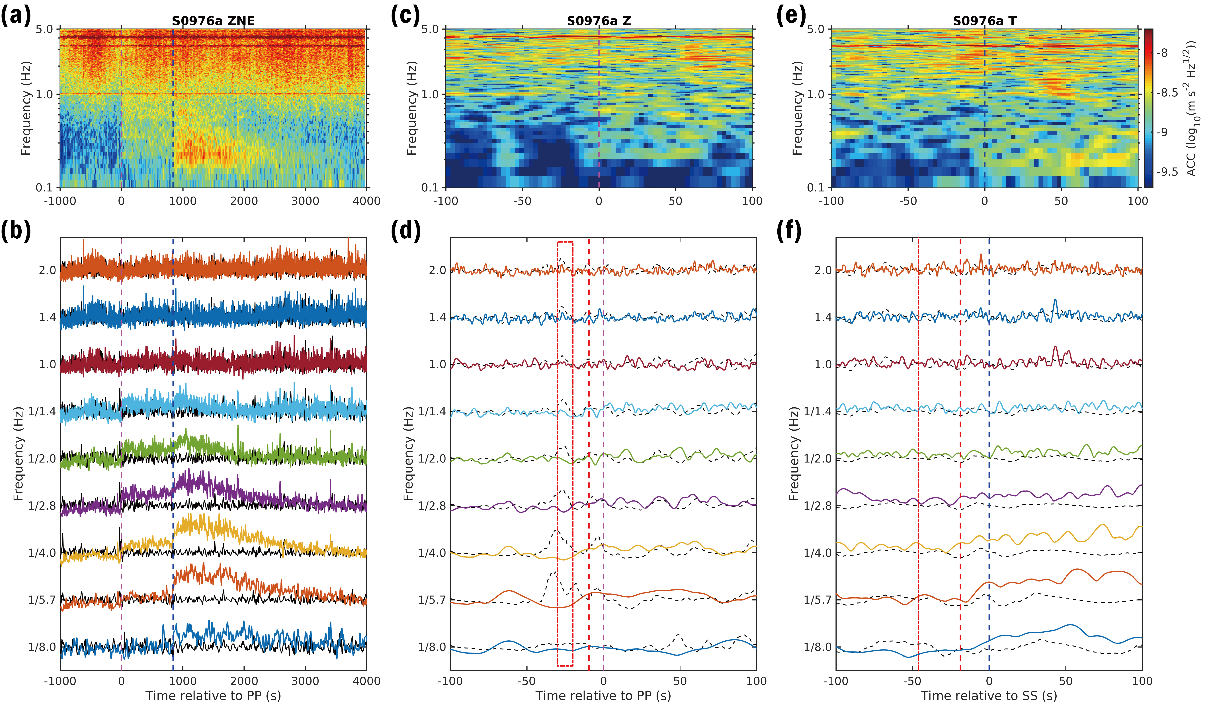 (a) S0976a ZNE
5.0
1.0
0.1
Frequency (Hz)
-1000 0 1000 2000 3000 4000
(c) S0976a Z
5.0
1.0
0.1
Frequency (Hz)
-100 -50 0 50 100
(e) S0976a T
5.0
1.0
0.1
Frequency (Hz)
-100 -50 0 50 100
-8
-8.5
-9
-9.5
ACC (log10(m s-2 Hz1/2))
(b)
2.0
1.4
1.0
1/1.4
1/2.0
1/2.8
1/4.0
1/5.7
1/8.0
Frequency (Hz)
-1000 0 1000 2000 3000 4000
Time relative to PP (s)
(d)
2.0
1.4
1.0
1/1.4
1/2.0
1/2.8
1/4.0
1/5.7
1/8.0
Frequency (Hz)
-100 -50 0 50 100
Time relative to PP (s)
(f)
2.0
1.4
1.0
1/1.4
1/2.0
1/2.8
1/4.0
1/5.7
1/8.0
Frequency (Hz)
-100 -50 0 50 100
Time relative to SS (s)